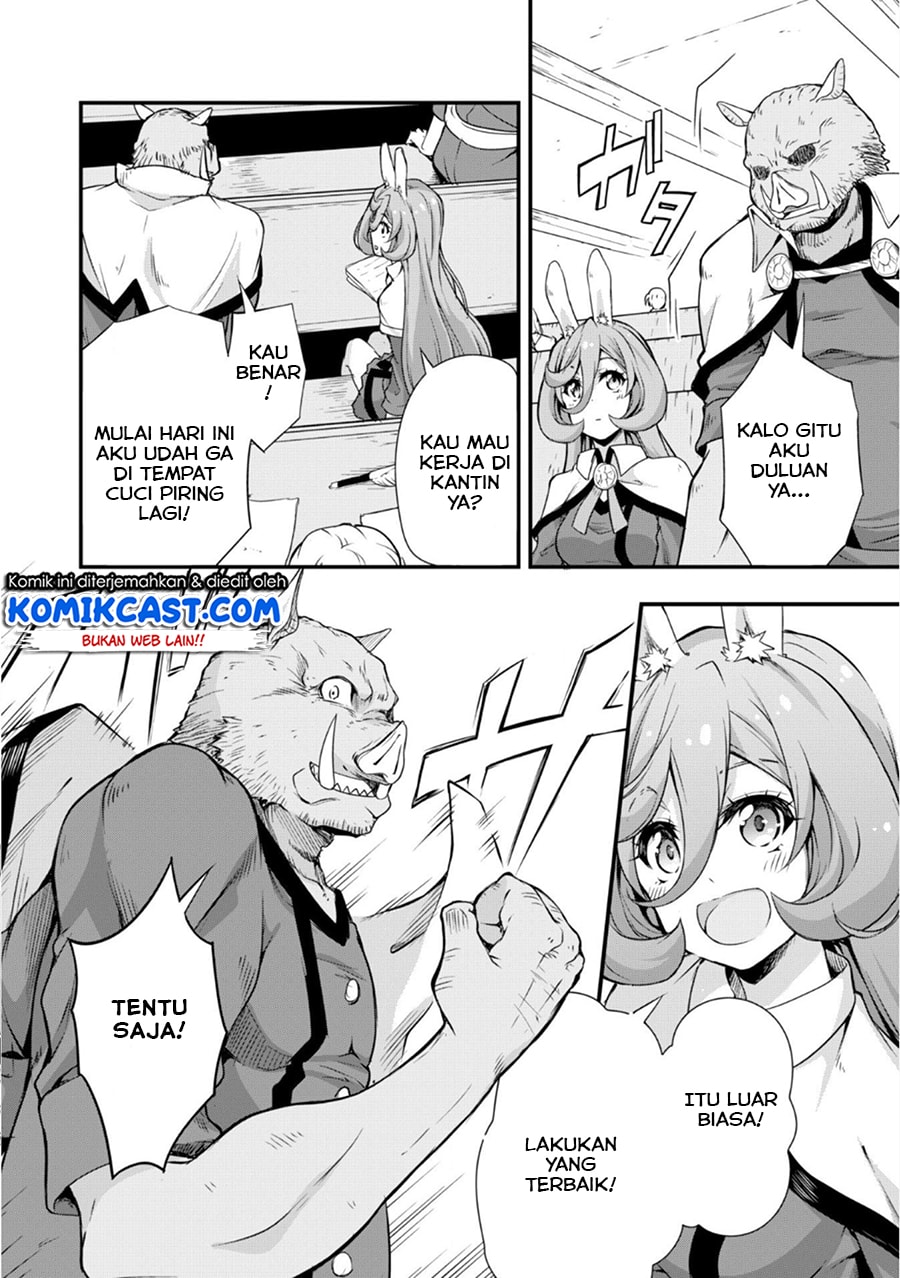 ガタ
KALO GITU
AKU
DULUAN
YA...
KAU MAU
KERJA DI
KANTIN
YA?
KAU
BENAR
!
MULAI HARI INI
AKU UDAH GA
DI TEMPAT
CUCI PIRING
LAGI!
Komik ini diterjemahkan & diedit oleh
KOMIKCAST.COM
BUKAN WEB LAIN!!
ITU LUAR
BIASA!
LAKUKAN
YANG
TERBAIK!
TENTU
SAJA!